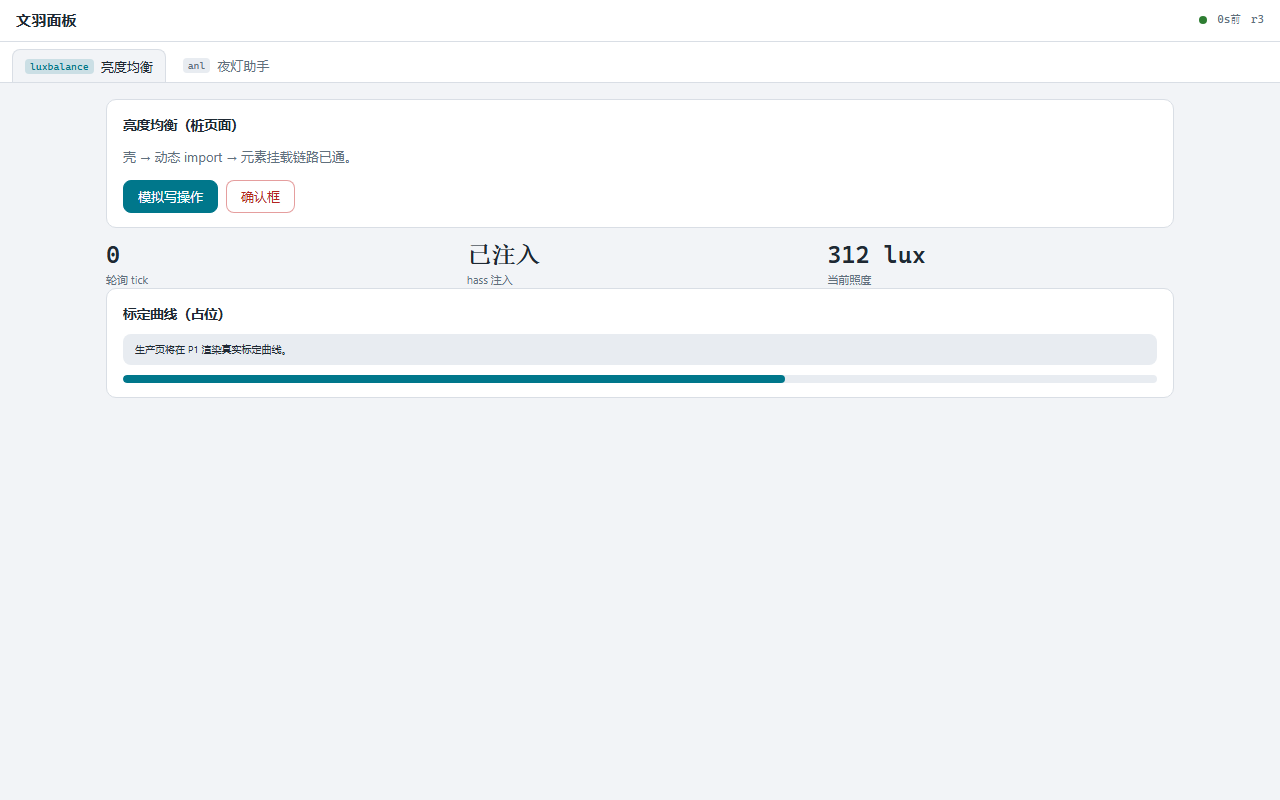 文羽面板
0s前 r3
luxbalance 亮度均衡
anl 夜灯助手
亮度均衡（桩页面）
壳 → 动态 import → 元素挂载链路已通。
模拟写操作
确认框
0
轮询 tick
已注入
hass 注入
312 lux
当前照度
标定曲线（占位）
生产页将在 P1 渲染真实标定曲线。